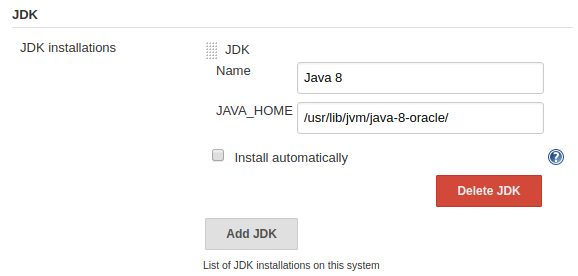 JDK
JDK installations
JDK
Name
Java 8
JAVA_HOME
/usr/lib/jvm/java-8-oracle/
Install automatically
?
Delete JDK
Add JDK
List of JDK installations on this system